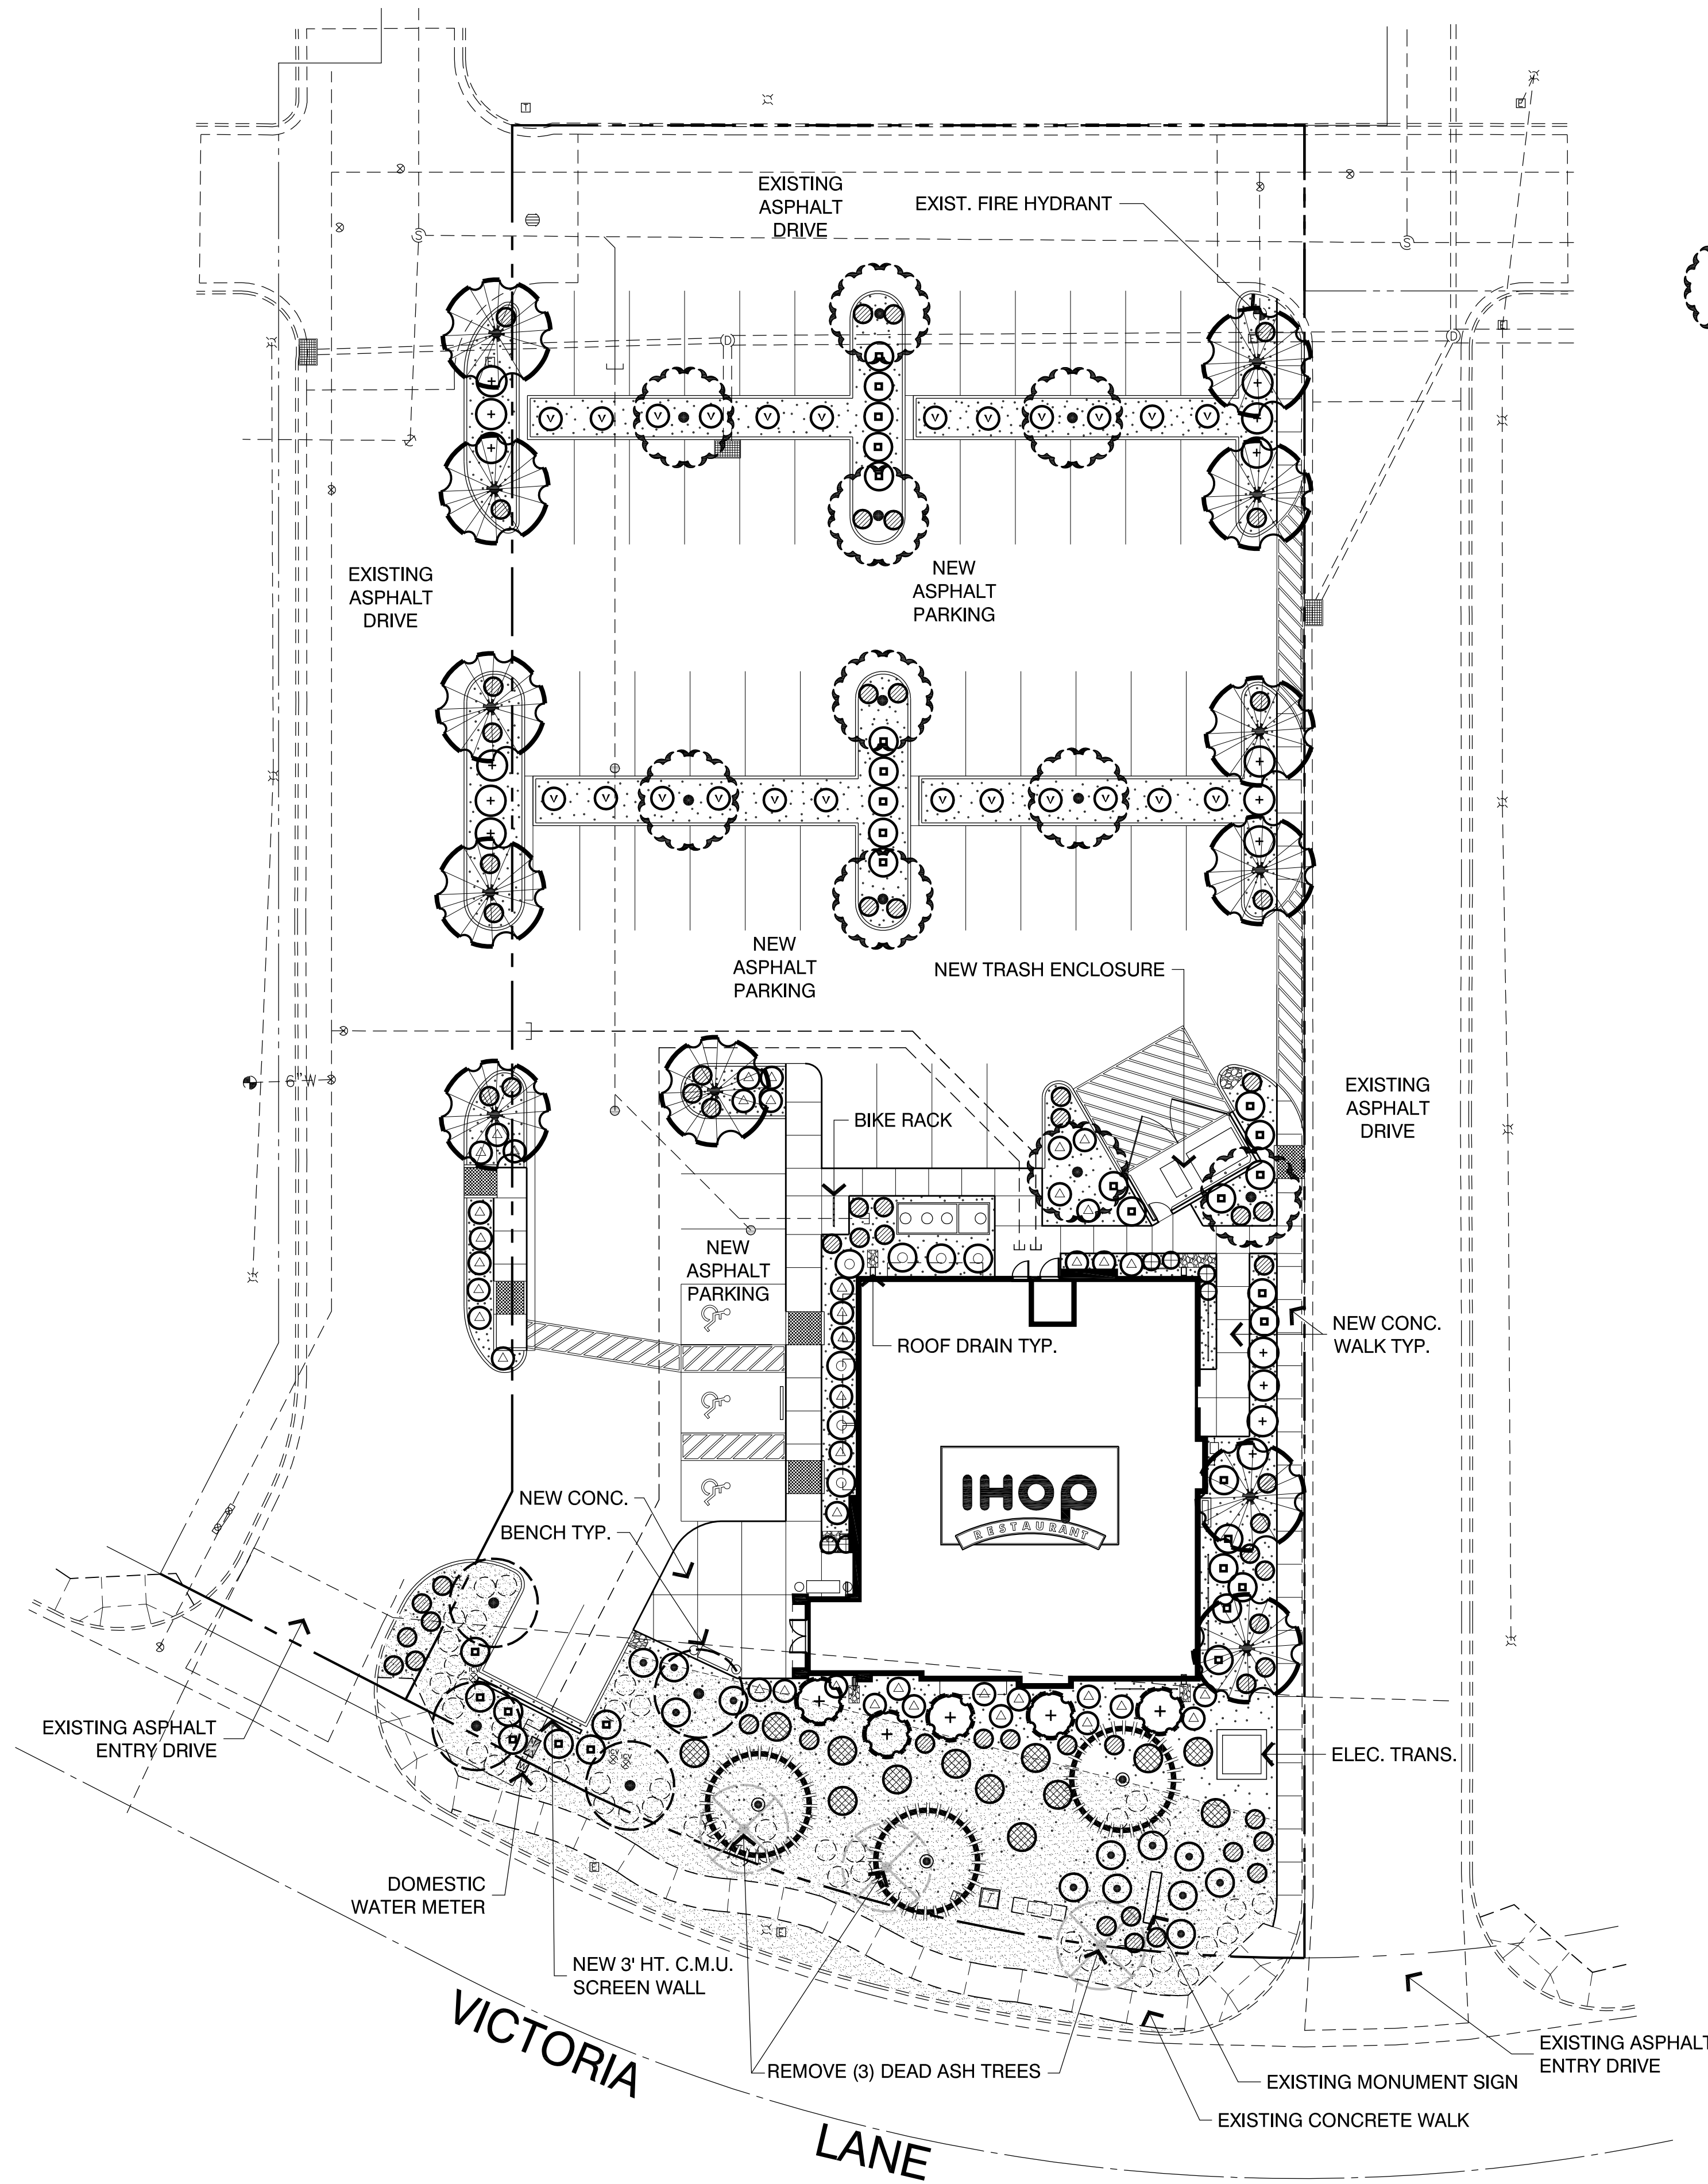 EXISTING
ASPHALT
DRIVE
EXIST. FIRE HYDRANT
EXISTING
ASPHALT
DRIVE
NEW
ASPHALT
PARKING
NEW
ASPHALT
PARKING
NEW TRASH ENCLOSURE
6"W
BIKE RACK
EXISTING
ASPHALT
DRIVE
NEW
ASPHALT
PARKING
ROOF DRAIN TYP.
NEW CONC.
WALK TYP.
IHOP
RESTAURANT
NEW CONC.
BENCH TYP.
EXISTING ASPHALT
ENTRY DRIVE
ELEC. TRANS.
DOMESTIC
WATER METER
NEW 3' HT. C.M.U.
SCREEN WALL
VICTORIA
LANE
REMOVE (3) DEAD ASH TREES
EXISTING ASPHALT
ENTRY DRIVE
EXISTING MONUMENT SIGN
EXISTING CONCRETE WALK